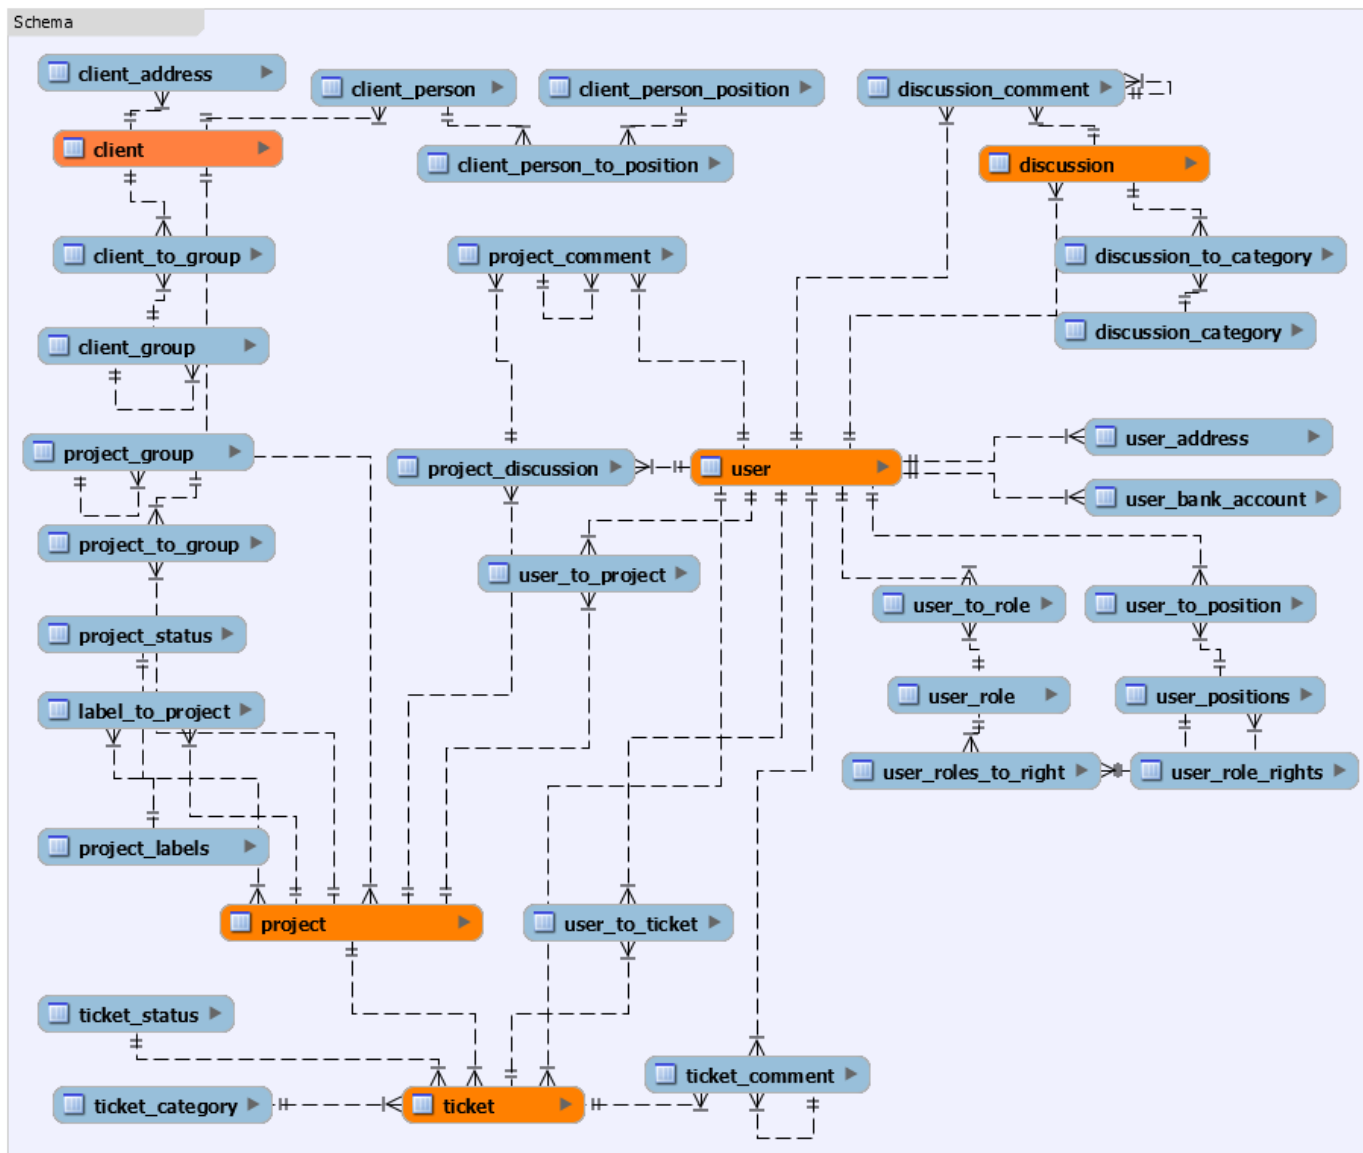 Schema
client_address
client_person
client_person_position
discussion_comment
client
client_person_to_position
discussion
client_to_group
project_comment
discussion_to_category
client_group
discussion_category
project_group
project_discussion
user
user_address
user_bank_account
project_to_group
user_to_project
user_to_role
user_to_position
project_status
label_to_project
user_role
user_positions
user_roles_to_right
user_role_rights
project_labels
project
user_to_ticket
ticket_status
ticket_comment
ticket_category
ticket